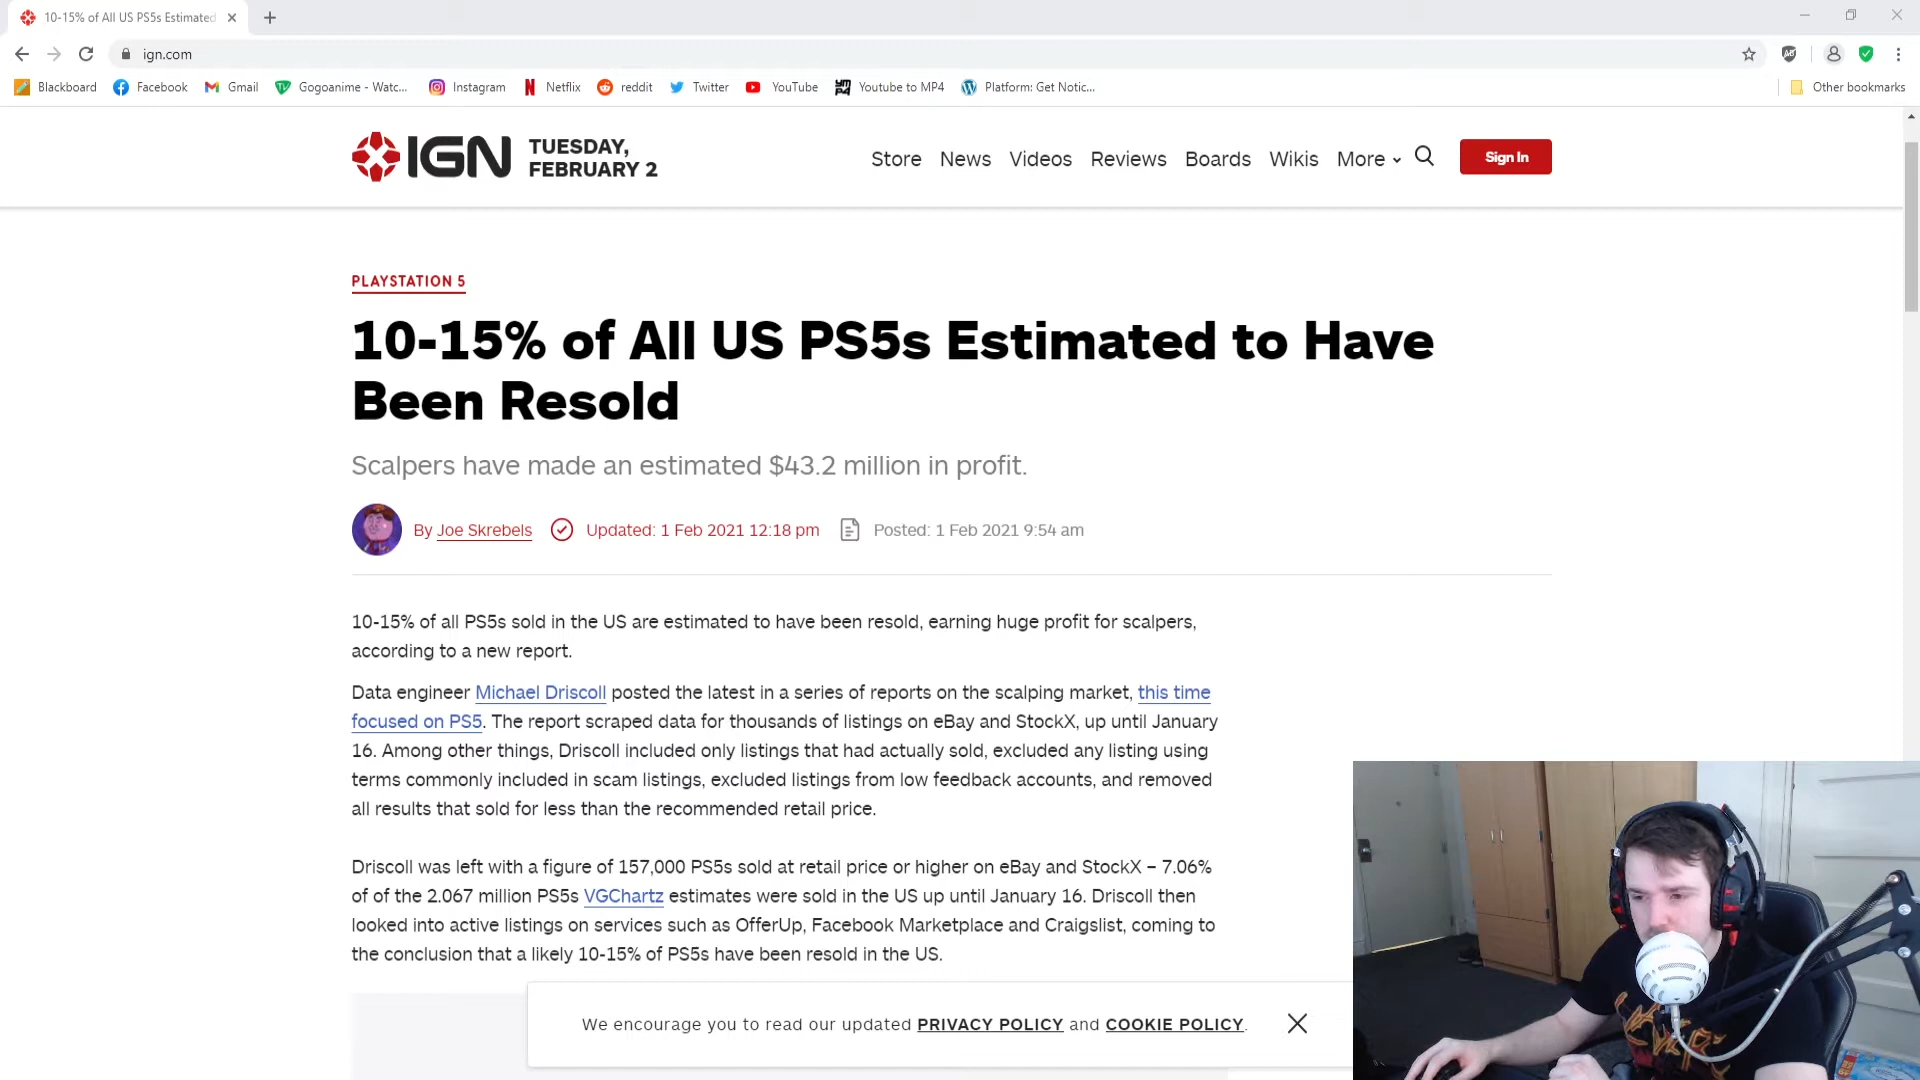 10-15% of All US PS5s Estimated
ign.com
Blackboard Facebook Gmail Gogoanime - Watc... Instagram Netflix reddit Twitter YouTube Youtube to MP4 Platform: Get Notic... Other bookmarks
IGN TUESDAY,
FEBRUARY 2
Store News Videos Reviews Boards Wikis More Sign In
PLAYSTATION 5
10-15% of All US PS5s Estimated to Have
Been Resold
Scalpers have made an estimated $43.2 million in profit.
By Joe Skrebels Updated: 1 Feb 2021 12:18 pm Posted: 1 Feb 2021 9:54 am
10-15% of all PS5s sold in the US are estimated to have been resold, earning huge profit for scalpers,
according to a new report.
Data engineer Michael Driscoll posted the latest in a series of reports on the scalping market, this time
focused on PS5. The report scraped data for thousands of listings on eBay and StockX, up until January
16. Among other things, Driscoll included only listings that had actually sold, excluded any listing using
terms commonly included in scam listings, excluded listings from low feedback accounts, and removed
all results that sold for less than the recommended retail price.
Driscoll was left with a figure of 157,000 PS5s sold at retail price or higher on eBay and StockX – 7.06%
of of the 2.067 million PS5s VGChartz estimates were sold in the US up until January 16. Driscoll then
looked into active listings on services such as OfferUp, Facebook Marketplace and Craigslist, coming to
the conclusion that a likely 10-15% of PS5s have been resold in the US.
We encourage you to read our updated PRIVACY POLICY and COOKIE POLICY.